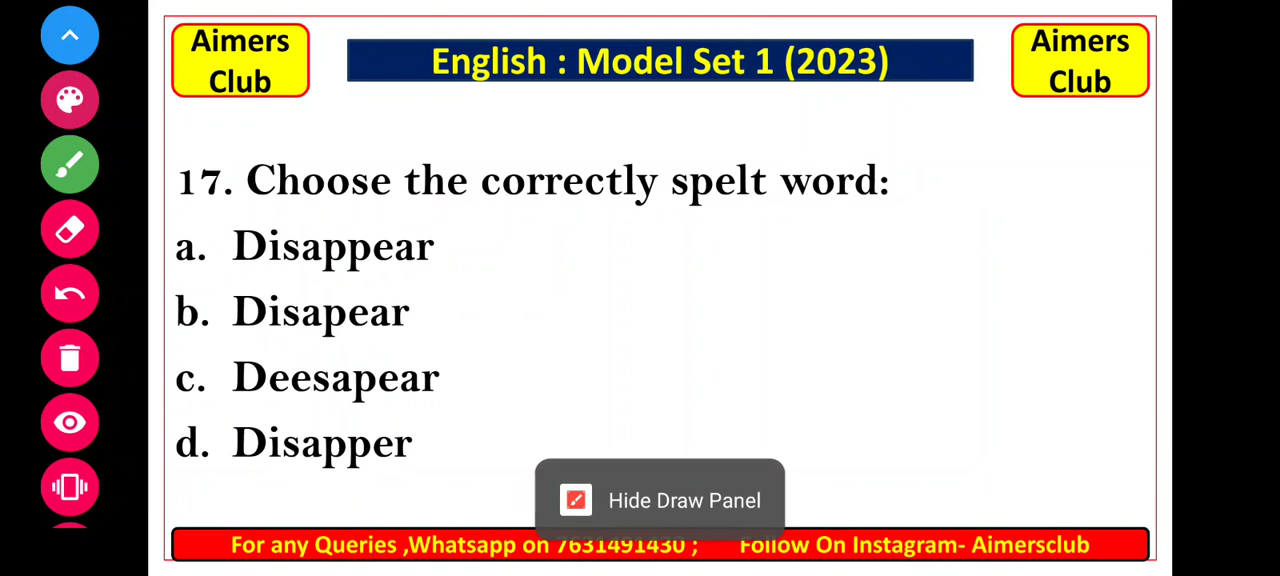 Aimers
Club
English : Model Set 1 (2023)
Aimers
Club
17. Choose the correctly spelt word:
a. Disappear
b. Disapear
c. Deesapear
d. Disapper
Hide Draw Panel
For any Queries ,Whatsapp on 7631491430 ; Follow On Instagram- Aimersclub